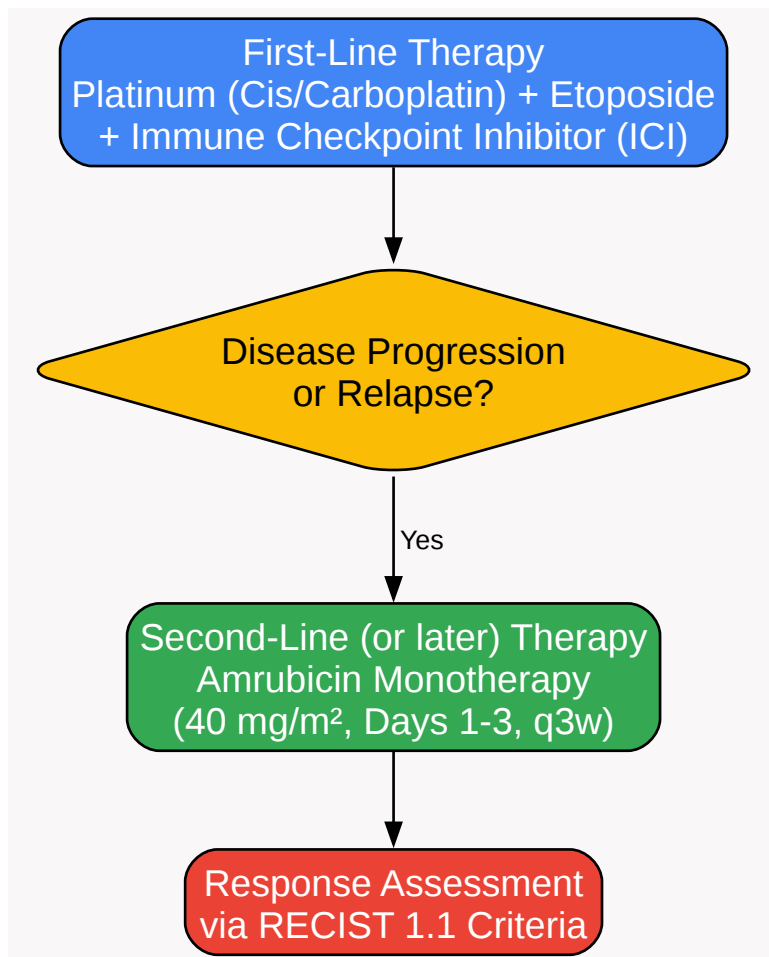 First-Line Therapy
Platinum (Cis/Carboplatin) + Etoposide
+ Immune Checkpoint Inhibitor (ICI)
Disease Progression
or Relapse?
Yes
Second-Line (or later) Therapy
Amrubicin Monotherapy
(40 mg/m², Days 1-3, q3w)
Response Assessment
via RECIST 1.1 Criteria